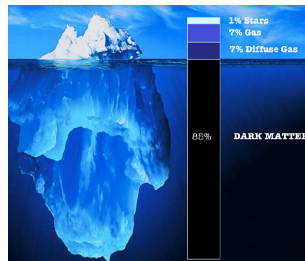 1% Stars
7% Gas
7% Diffuse Gas
85%
DARK MATTER